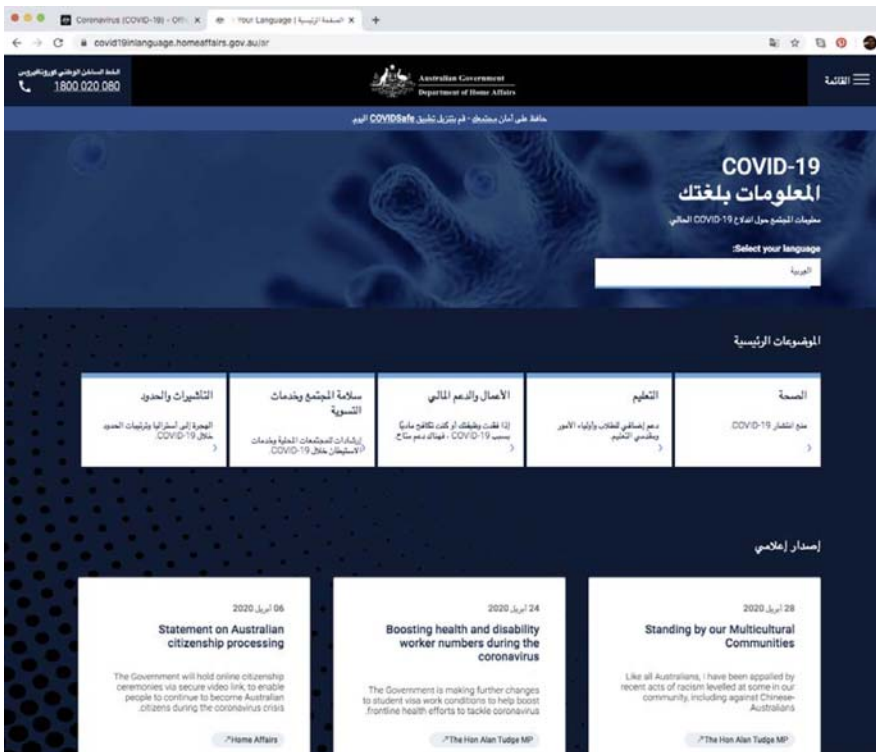 Coronavirus (COVID-19) - Offi
Your Language | الصفحة الرئيسية
covid19inlanguage.homeaffairs.gov.au/ar
القائمة
Australian Government
Department of Home Affairs
الخط الساخن الوطني لفيروس
1800 020 080
حافظ على أمان مجتمعك - قم بتنزيل تطبيق COVIDSafe اليوم
COVID-19
المعلومات بلغتك
معلومات المجتمع حول اندلاع COVID-19 الحالي
:Select your language
العربية
الموضوعات الرئيسية
الصحة
منع انتشار COVID-19.
التعليم
دعم إضافي للطلاب وأولياء الأمور
ومقدمي التعليم.
الأعمال والدعم المالي
إذا فقدت وظيفتك أو كنت تكافح ماديًا
بسبب COVID-19 ، فهناك دعم متاح.
سلامة المجتمع وخدمات
التسوية
إرشادات للمجتمعات المحلية وخدمات
الاستيطان خلال COVID-19.
التأشيرات والحدود
الهجرة إلى أستراليا وترتيبات الحدود
خلال COVID-19.
إصدار إعلامي
28 أبريل 2020
Standing by our Multicultural
Communities
Like all Australians, I have been appalled by
recent acts of racism levelled at some in our
community, including against Chinese-
Australians
The Hon Alan Tudge MP
24 أبريل 2020
Boosting health and disability
worker numbers during the
coronavirus
The Government is making further changes
to student visa work conditions to help boost
.frontline health efforts to tackle coronavirus
The Hon Alan Tudge MP
06 أبريل 2020
Statement on Australian
citizenship processing
The Government will hold online citizenship
ceremonies via secure video link, to enable
people to continue to become Australian
.citizens during the coronavirus crisis
Home Affairs